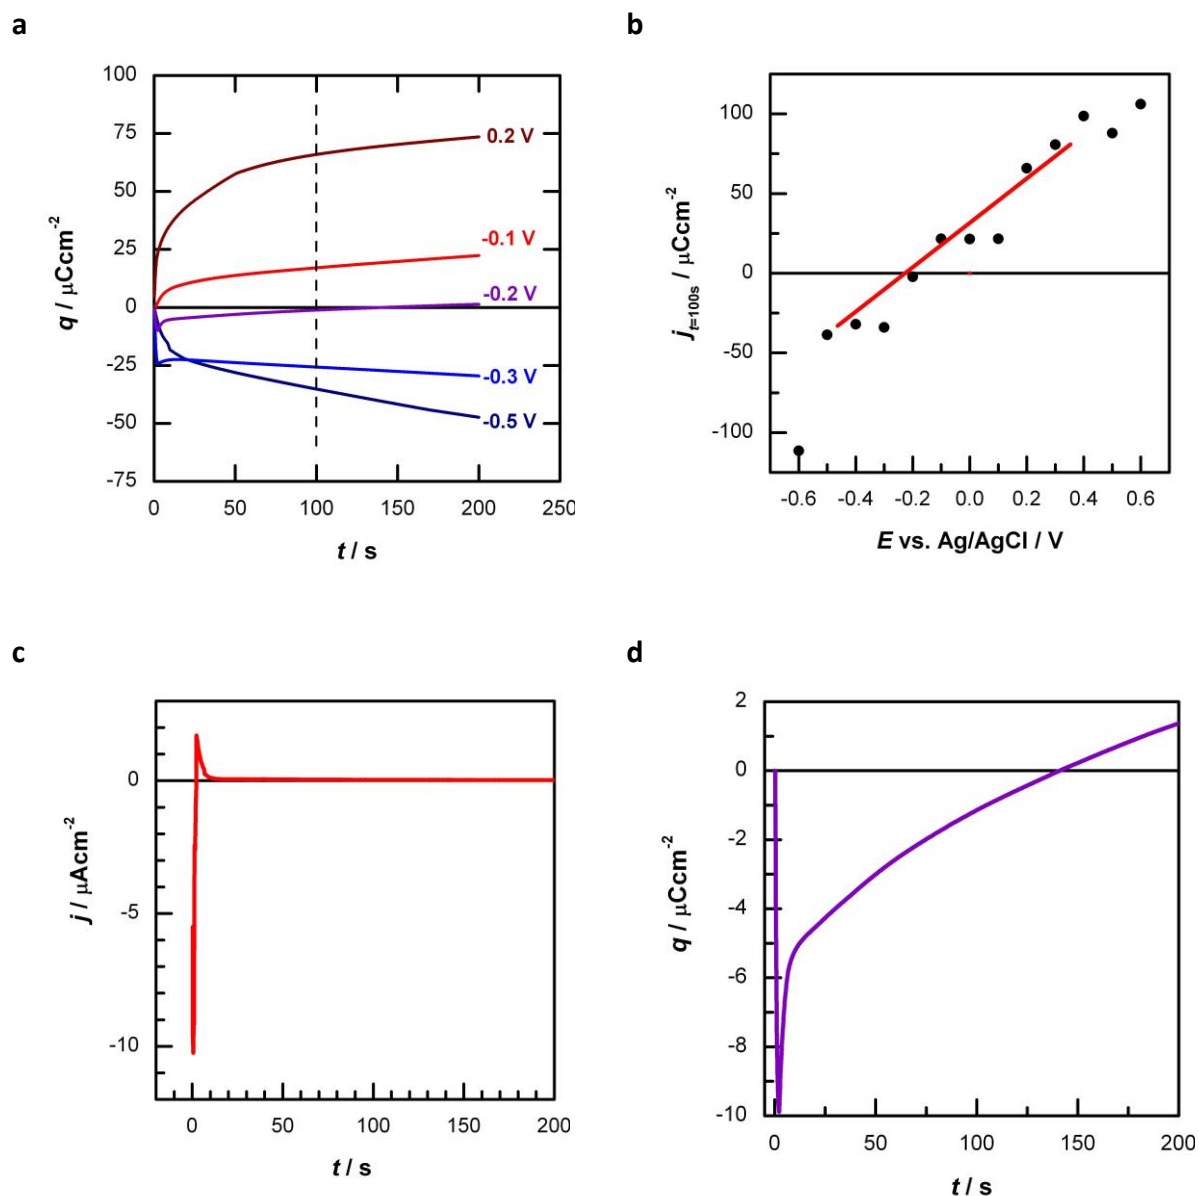 a
100
75
50
25
0
-25
-50
-75
q / μCcm-2
0.2 V
-0.1 V
-0.2 V
-0.3 V
-0.5 V
0 50 100 150 200 250
t / s
b
100
50
0
-50
-100
jt=100s / μCcm-2
-0.6 -0.4 -0.2 0.0 0.2 0.4 0.6
E vs. Ag/AgCl / V
c
0
-5
-10
j / μAcm-2
0 50 100 150 200
t / s
d
2
0
-2
-4
-6
-8
-10
q / μCcm-2
0 50 100 150 200
t / s